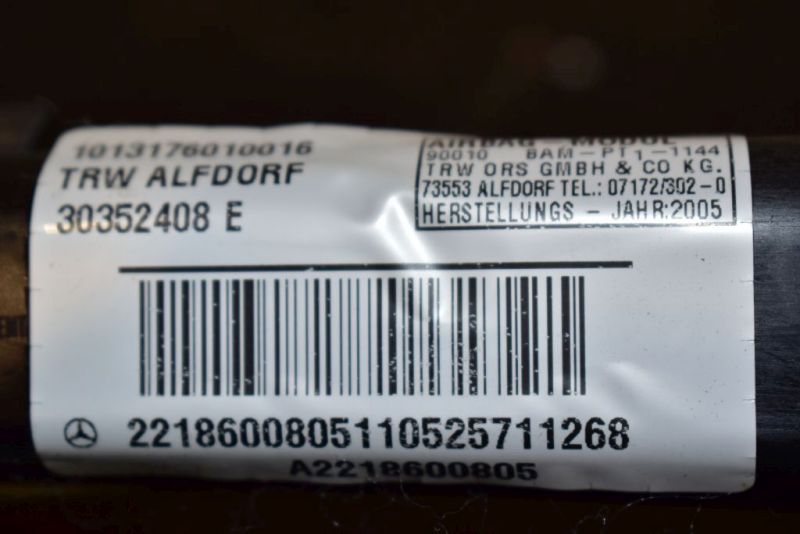 1013176010016
TRW ALFDORF
30352408 E
AIRBAG - MODUL
90010 BAM-PT1-1144
TRW ORS GMBH & CO KG.
73553 ALFDORF TEL.: 07172/302-0
HERSTELLUNGS - JAHR:2005
2218600805110525711268
A2218600805